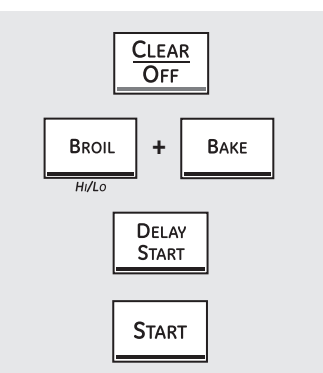 CLEAR
OFF
BROIL + BAKE
HI/LO
DELAY
START
START